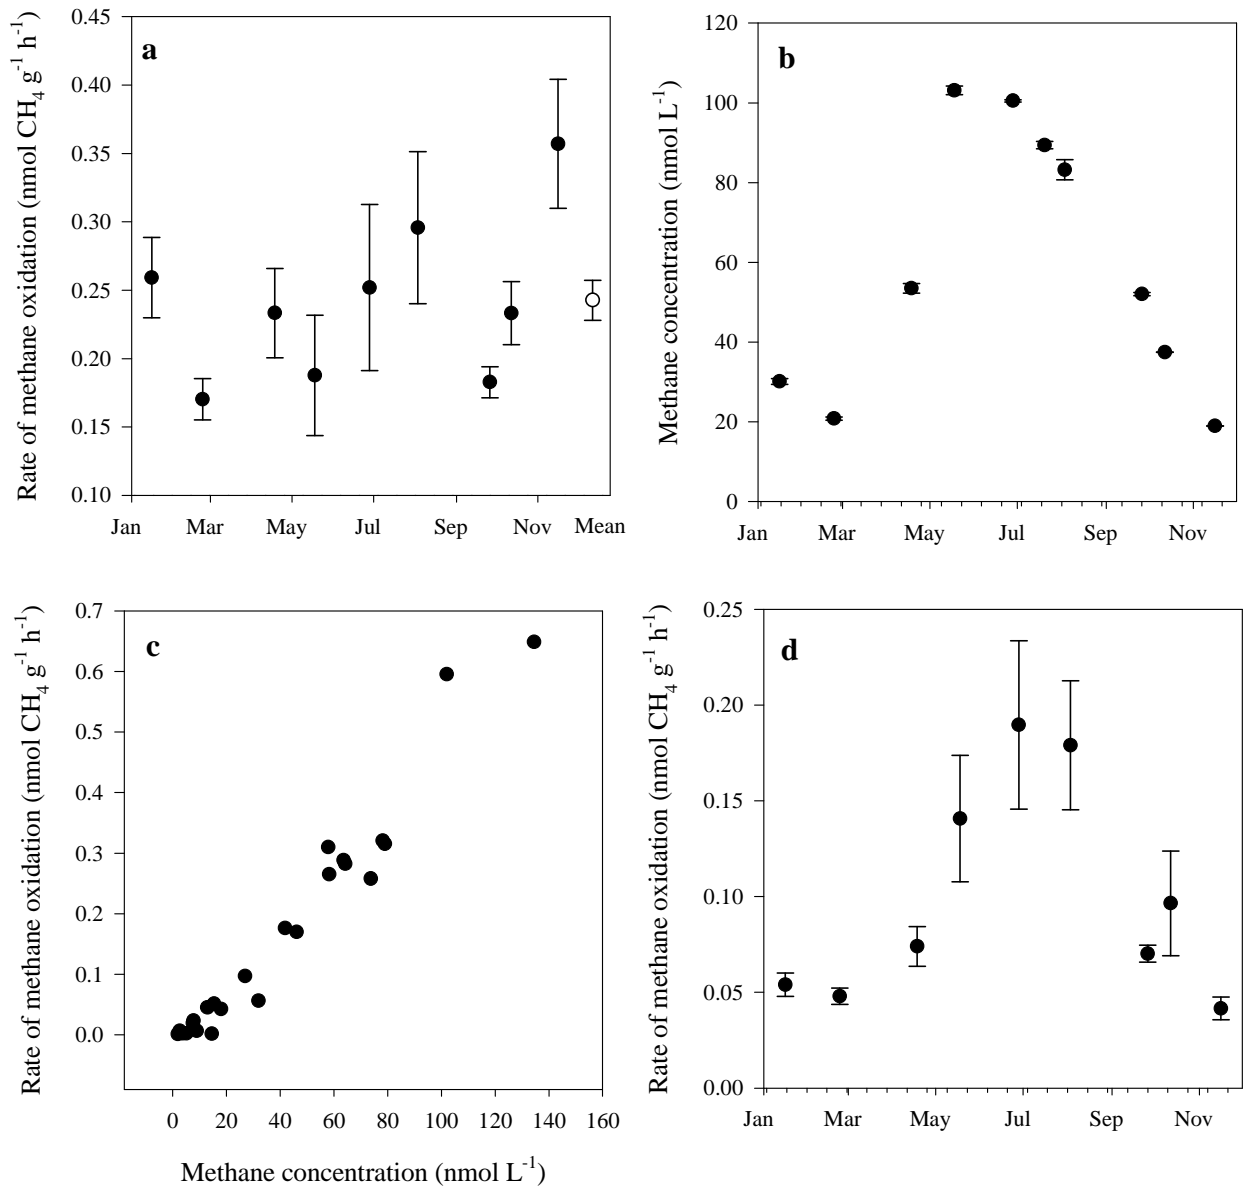 a
Rate of methane oxidation (nmol CH4 g-1 h-1)
0.45
0.40
0.35
0.30
0.25
0.20
0.15
0.10
Jan Mar May Jul Sep Nov Mean
b
Methane concentration (nmol L-1)
120
100
80
60
40
20
0
Jan Mar May Jul Sep Nov
c
Rate of methane oxidation (nmol CH4 g-1 h-1)
0.7
0.6
0.5
0.4
0.3
0.2
0.1
0.0
0 20 40 60 80 100 120 140 160
Methane concentration (nmol L-1)
d
Rate of methane oxidation (nmol CH4 g-1 h-1)
0.25
0.20
0.15
0.10
0.05
0.00
Jan Mar May Jul Sep Nov